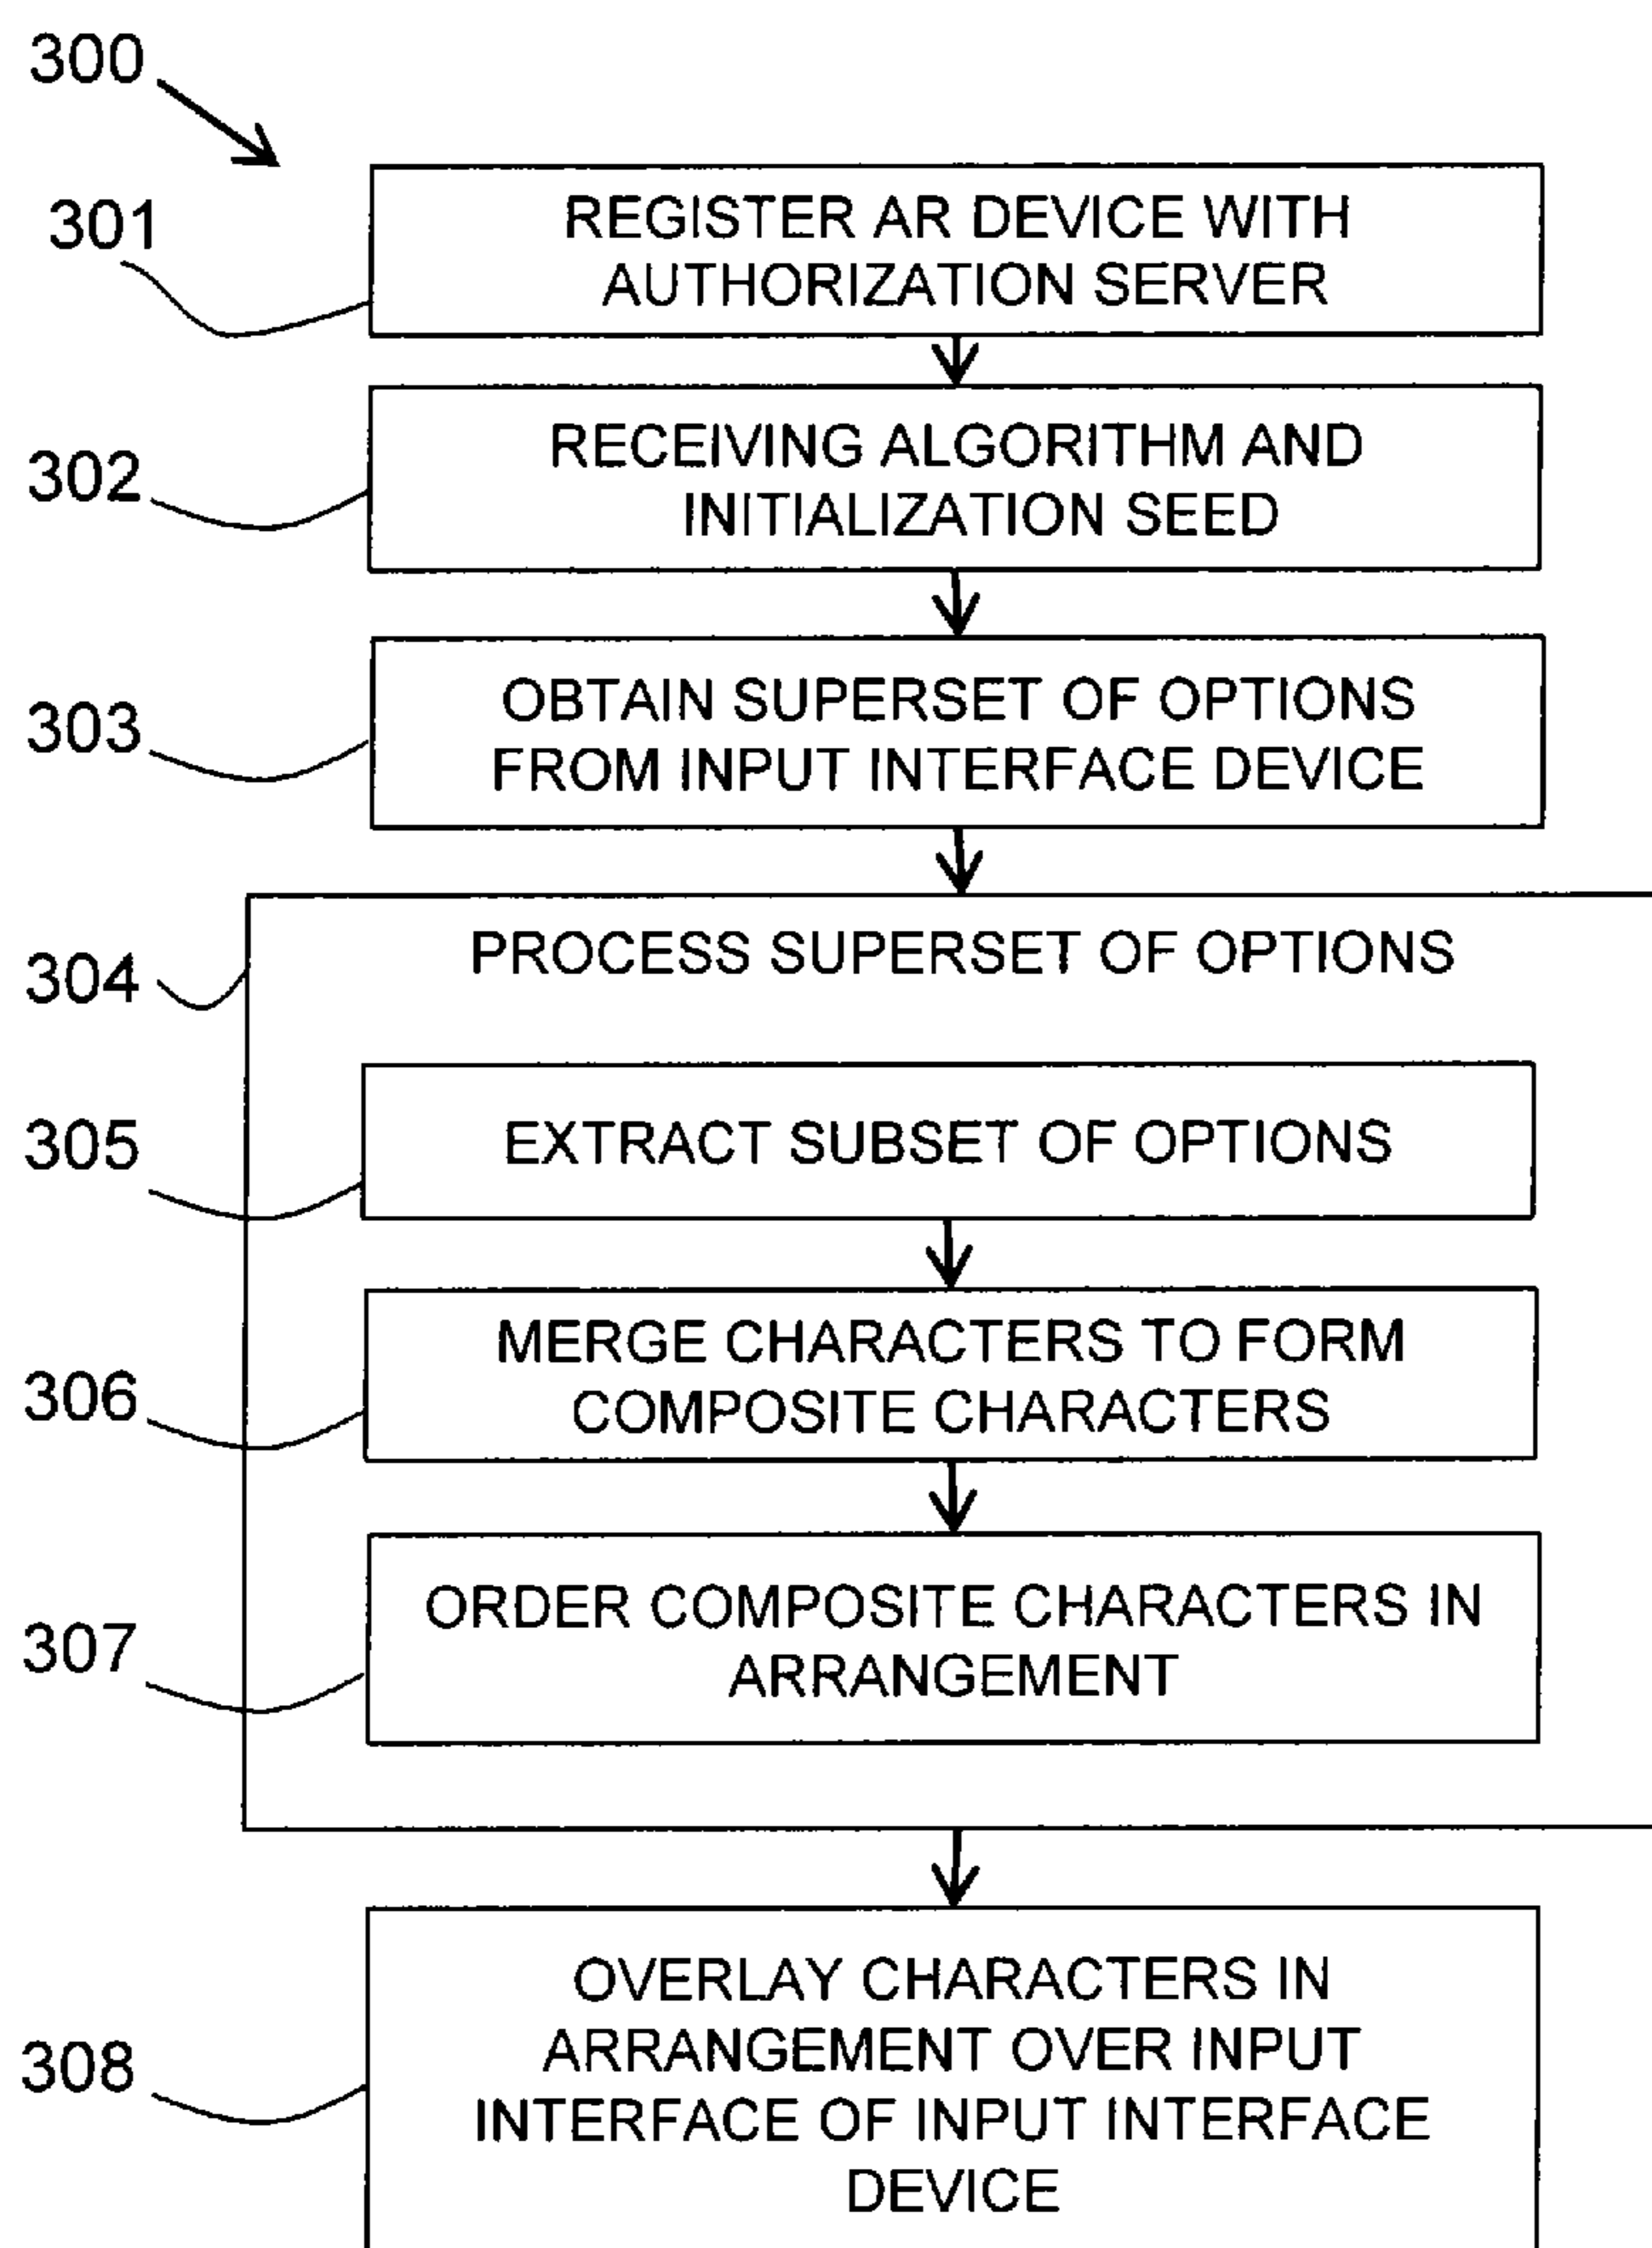 300
301
REGISTER AR DEVICE WITH
AUTHORIZATION SERVER
302
RECEIVING ALGORITHM AND
INITIALIZATION SEED
303
OBTAIN SUPERSET OF OPTIONS
FROM INPUT INTERFACE DEVICE
304
PROCESS SUPERSET OF OPTIONS
305
EXTRACT SUBSET OF OPTIONS
306
MERGE CHARACTERS TO FORM
COMPOSITE CHARACTERS
307
ORDER COMPOSITE CHARACTERS IN
ARRANGEMENT
308
OVERLAY CHARACTERS IN
ARRANGEMENT OVER INPUT
INTERFACE OF INPUT INTERFACE
DEVICE